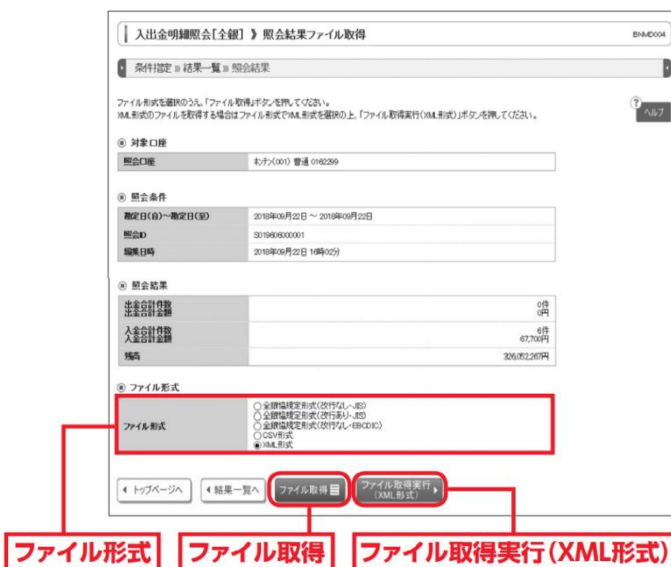 入出金明細照会[全銀] 》 照会結果ファイル取得
BNMD004
条件指定 » 結果一覧 » 照会結果
ファイル形式を選択のうえ、「ファイル取得」ボタンを押してください。
XML形式のファイルを取得する場合はファイル形式でXML形式を選択の上、「ファイル取得実行(XML形式)」ボタンを押してください。
? ヘルプ
対象口座
照会口座 ホンテン(001) 普通 0162299
照会条件
勘定日(自)～勘定日(至) 2018年09月22日 ～ 2018年09月22日
照会ID S019606000001
編集日時 2018年09月22日 16時02分
照会結果
出金合計件数 0件
出金合計金額 0円
入金合計件数 6件
入金合計金額 67,700円
残高 326,052,267円
ファイル形式
ファイル形式
全銀協規定形式(改行なし・JIS)
全銀協規定形式(改行あり・JIS)
全銀協規定形式(改行なし・EBCDIC)
CSV形式
XML形式
トップページへ
結果一覧へ
ファイル取得
ファイル取得実行
(XML形式)
ファイル形式
ファイル取得
ファイル取得実行(XML形式)